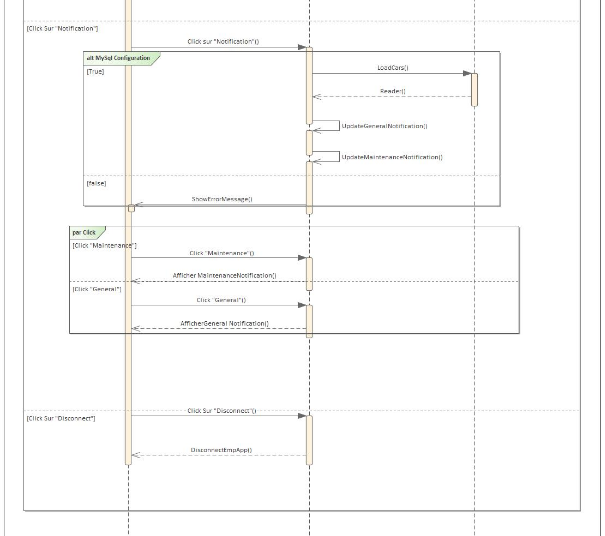 [Click Sur "Notification"]
Click sur "Notification"()
alt MySql Configuration
[True]
LoadCars()
Reader()
UpdateGeneralNotification()
UpdateMaintenanceNotification()
[false]
ShowErrorMessage()
par Click
[Click "Maintenance"]
Click "Maintenance"()
Afficher MaintenanceNotification()
[Click "General"]
Click "General"()
AfficherGeneral Notification()
Click Sur "Disconnect"()
[Click Sur "Disconnect"]
DisconnectEmpApp()